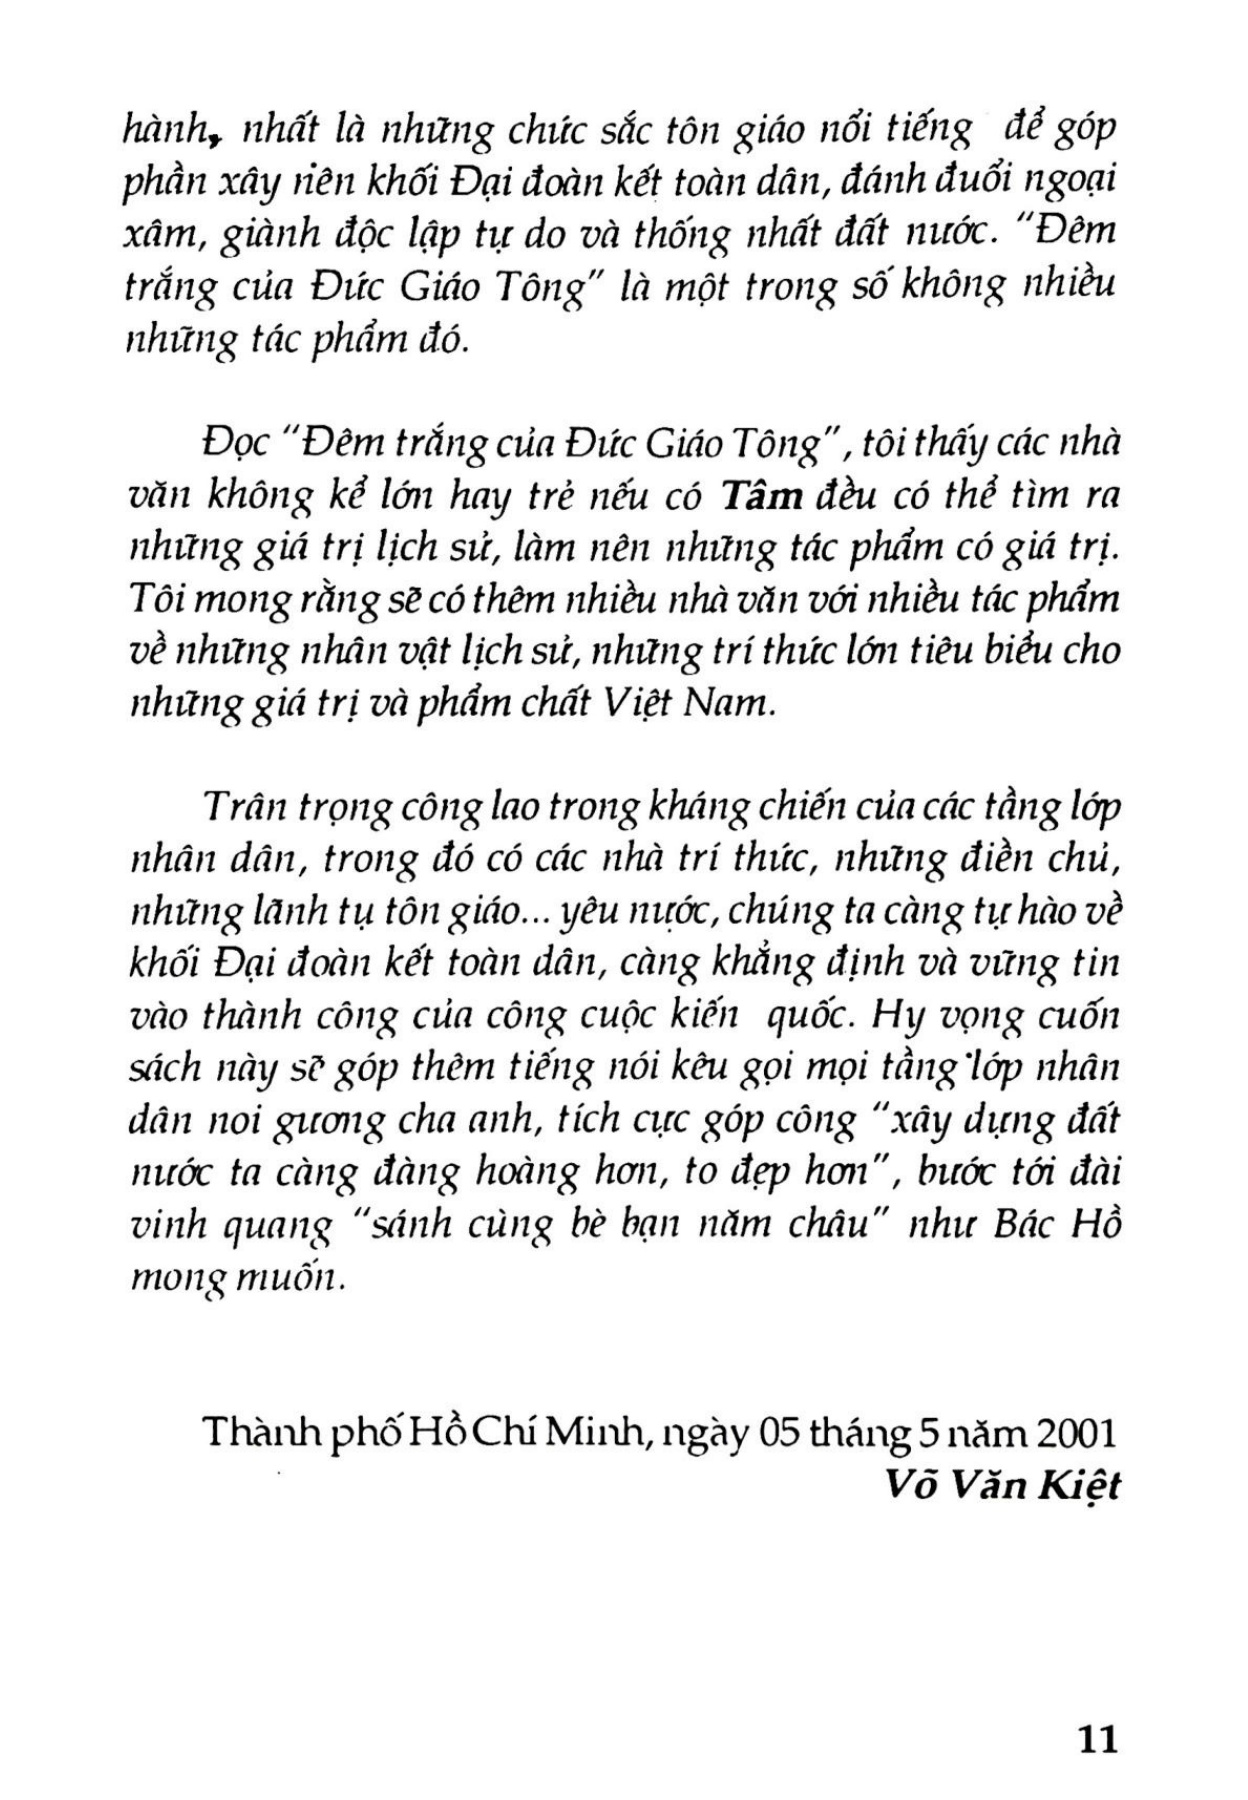 hành, nhất là những chức sắc tôn giáo nổi tiếng để góp
phần xây nên khối Đại đoàn kết toàn dân, đánh đuổi ngoại
xâm, giành độc lập tự do và thống nhất đất nước. "Đêm
trắng của Đức Giáo Tông" là một trong số không nhiều
những tác phẩm đó.
Đọc "Đêm trắng của Đức Giáo Tông", tôi thấy các nhà
văn không kể lớn hay trẻ nếu có Tâm đều có thể tìm ra
những giá trị lịch sử, làm nên những tác phẩm có giá trị.
Tôi mong rằng sẽ có thêm nhiều nhà văn với nhiều tác phẩm
về những nhân vật lịch sử, những trí thức lớn tiêu biểu cho
những giá trị và phẩm chất Việt Nam.
Trân trọng công lao trong kháng chiến của các tầng lớp
nhân dân, trong đó có các nhà trí thức, những điền chủ,
những lãnh tụ tôn giáo... yêu nước, chúng ta càng tự hào về
khối Đại đoàn kết toàn dân, càng khẳng định và vững tin
vào thành công của công cuộc kiến quốc. Hy vọng cuốn
sách này sẽ góp thêm tiếng nói kêu gọi mọi tầng lớp nhân
dân noi gương cha anh, tích cực góp công "xây dựng đất
nước ta càng đàng hoàng hơn, to đẹp hơn", bước tới đài
vinh quang "sánh cùng bè bạn năm châu" như Bác Hồ
mong muốn.
Thành phố Hồ Chí Minh, ngày 05 tháng 5 năm 2001
Võ Văn Kiệt
11